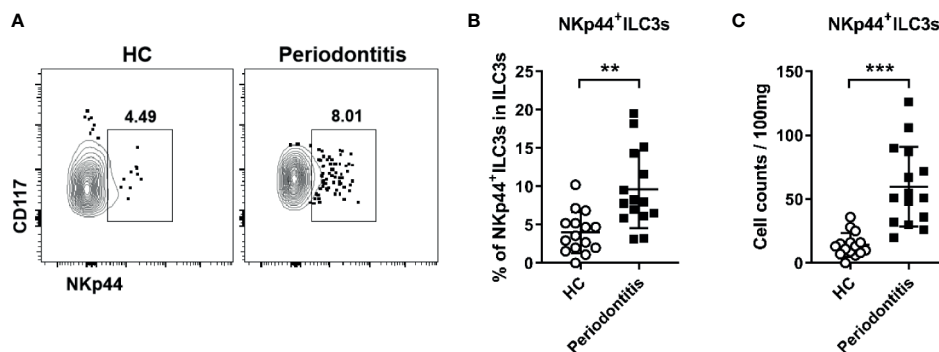 A
HC
Periodontitis
4.49
8.01
CD117
NKp44
B
NKp44⁺ILC3s
**
% of NKp44⁺ILC3s in ILC3s
25
20
15
10
5
0
HC
Periodontitis
C
NKp44⁺ILC3s
***
Cell counts / 100mg
150
100
50
0
HC
Periodontitis